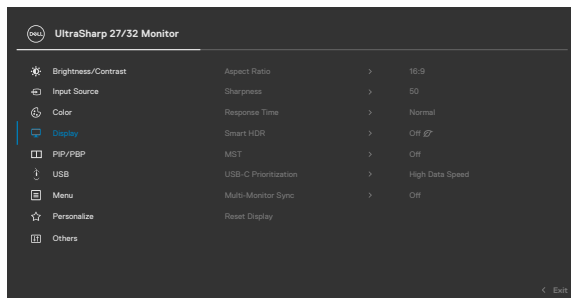 DELL UltraSharp 27/32 Monitor
Brightness/Contrast Aspect Ratio > 16:9
Input Source Sharpness > 50
Color Response Time > Normal
Display Smart HDR > Off
PIP/PBP MST > Off
USB USB-C Prioritization > High Data Speed
Menu Multi-Monitor Sync > Off
Personalize Reset Display
Others
< Exit